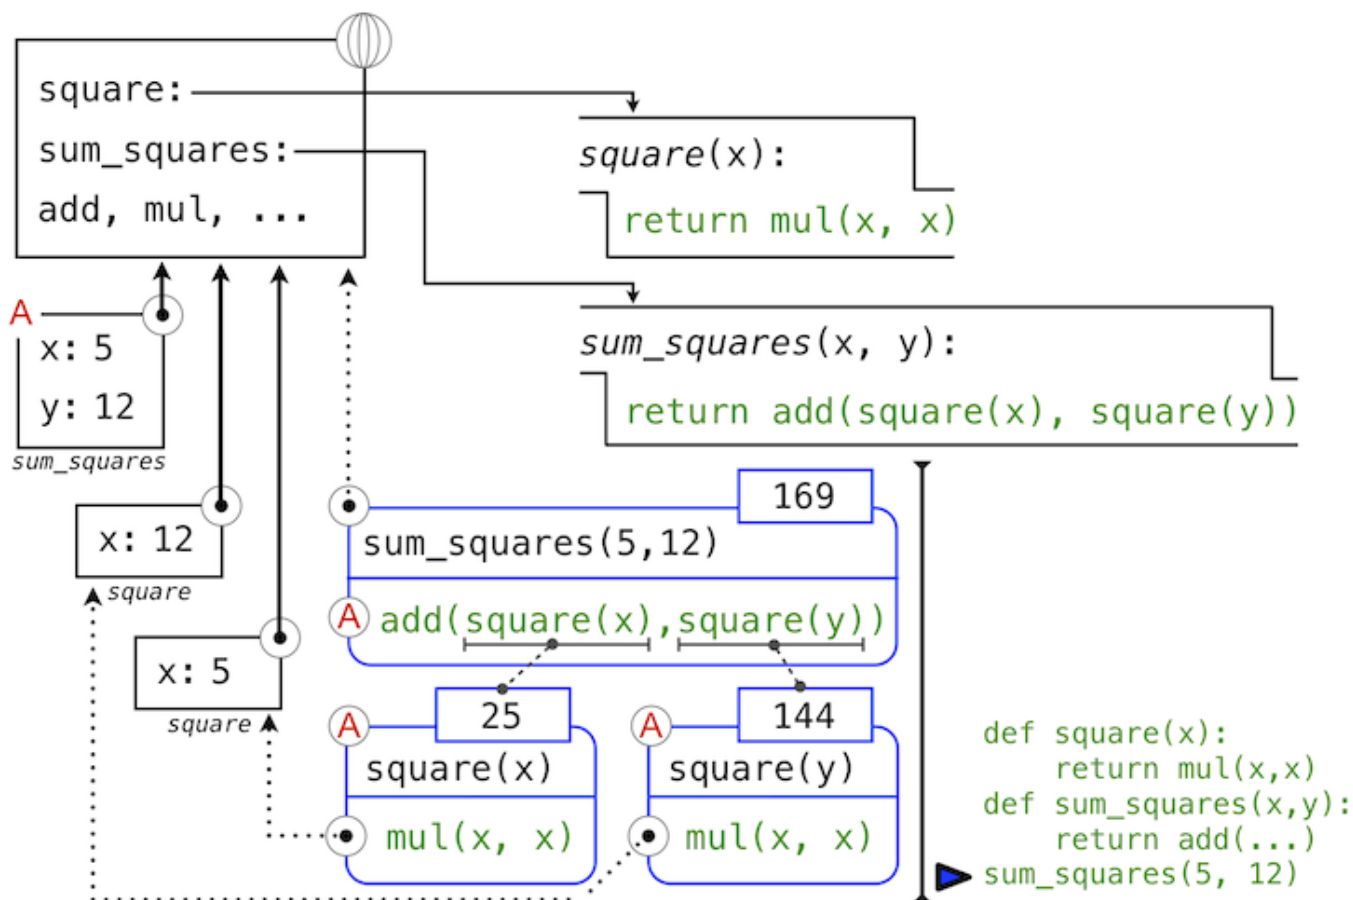 square:
sum_squares:
add, mul, ...
square(x):
return mul(x, x)
sum_squares(x, y):
return add(square(x), square(y))
A
x: 5
y: 12
sum_squares
x: 12
square
x: 5
square
169
sum_squares(5,12)
A add(square(x),square(y))
25
A
square(x)
mul(x, x)
144
A
square(y)
mul(x, x)
def square(x):
return mul(x,x)
def sum_squares(x,y):
return add(...)
sum_squares(5, 12)